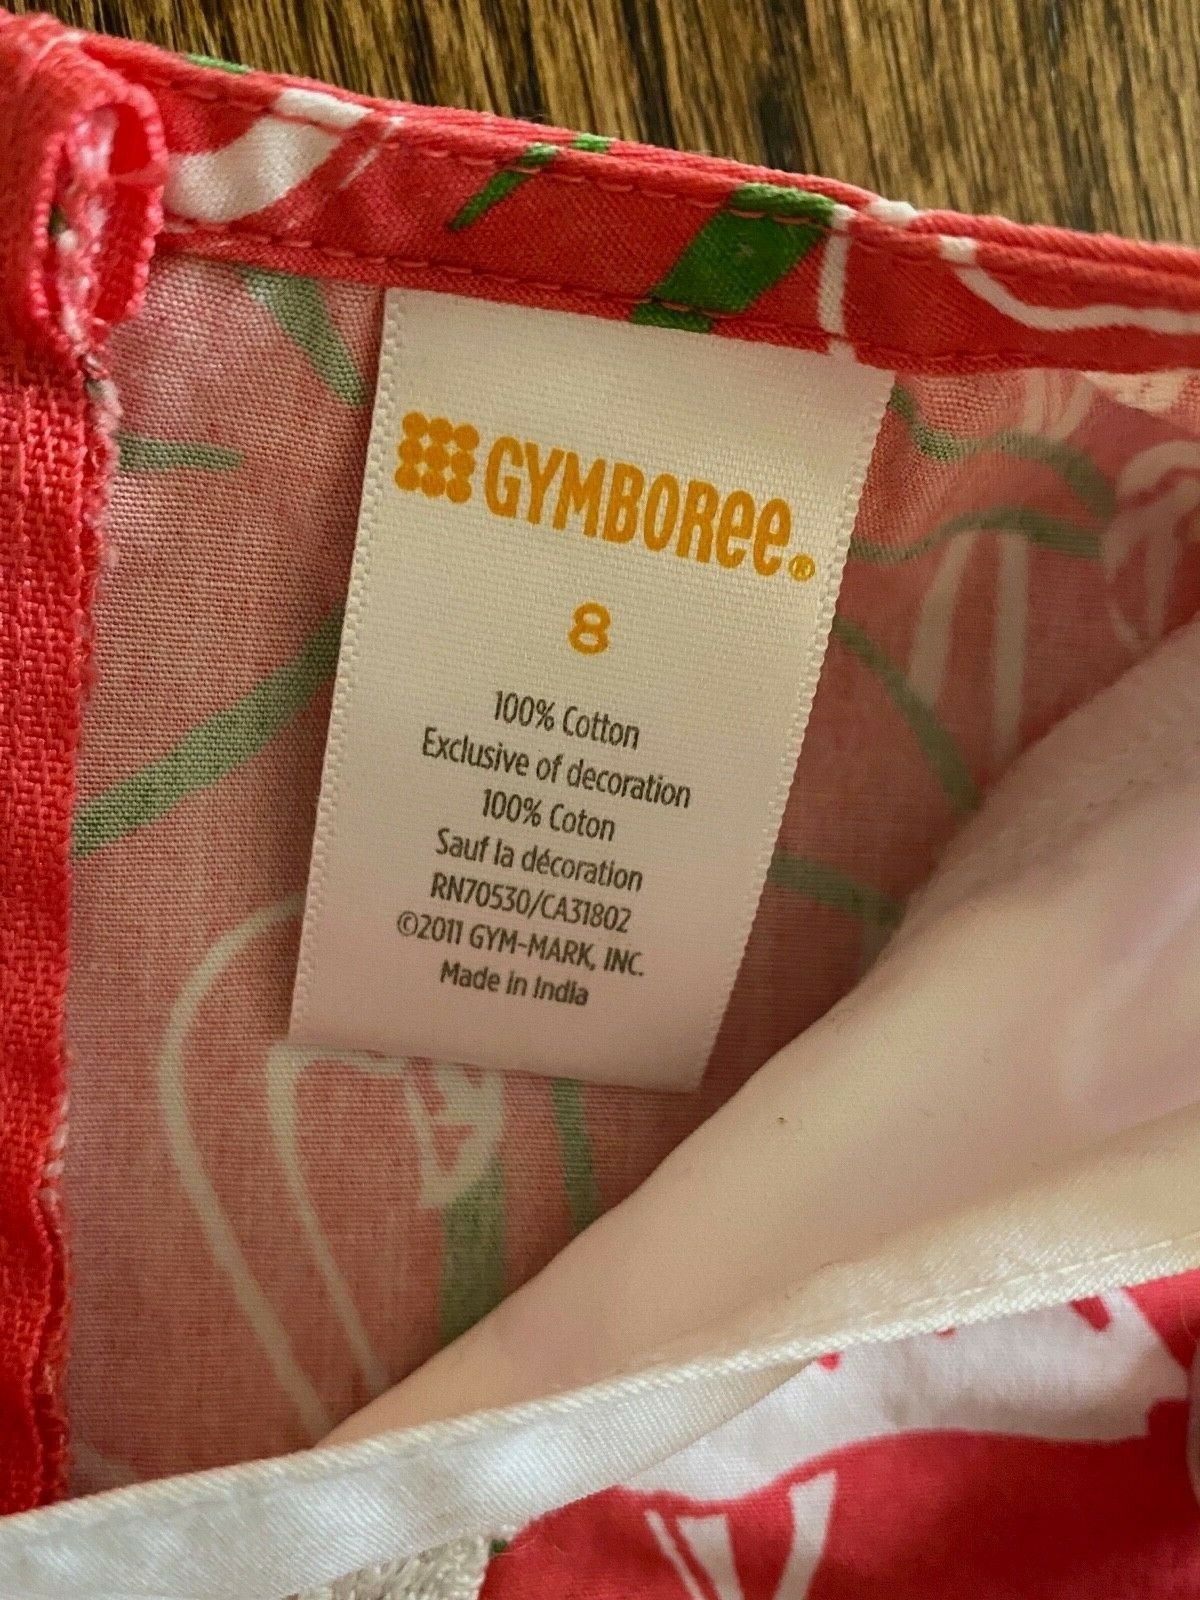 GYMBOREE®
8
100% Cotton
Exclusive of decoration
100% Coton
Sauf la décoration
RN70530/CA31802
©2011 GYM-MARK, INC.
Made in India